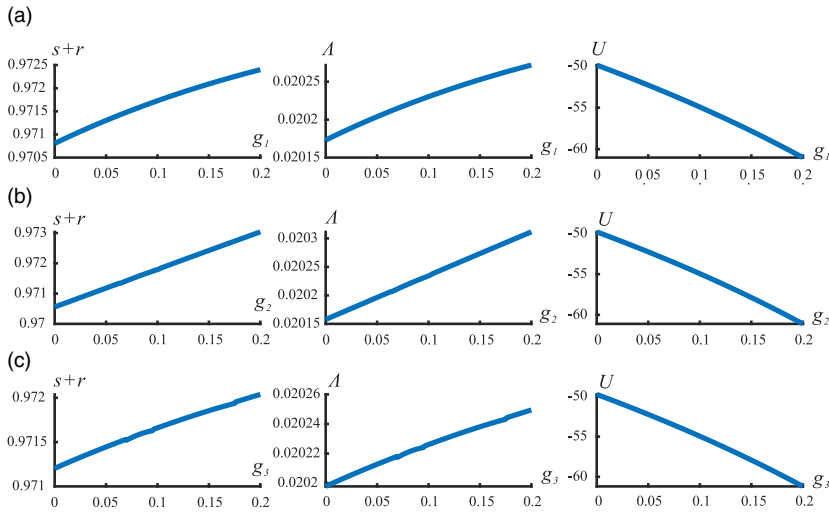 (a)
s+r Λ U
0.9725 0.972 0.9715 0.971 0.9705
0.02025 0.0202 0.02015
-50 -55 -60
g1 g1 g1
0 0.05 0.1 0.15 0.2 0 0.05 0.1 0.15 0.2 0 0.05 0.1 0.15 0.2
(b)
s+r Λ U
0.973 0.972 0.971 0.97
0.0203 0.02025 0.0202 0.02015
-50 -55 -60
g2 g2 g2
0 0.05 0.1 0.15 0.2 0 0.05 0.1 0.15 0.2 0 0.05 0.1 0.15 0.2
(c)
s+r Λ U
0.972 0.9715 0.971
0.02026 0.02024 0.02022 0.0202
-50 -55 -60
g3 g3 g3
0 0.05 0.1 0.15 0.2 0 0.05 0.1 0.15 0.2 0 0.05 0.1 0.15 0.2